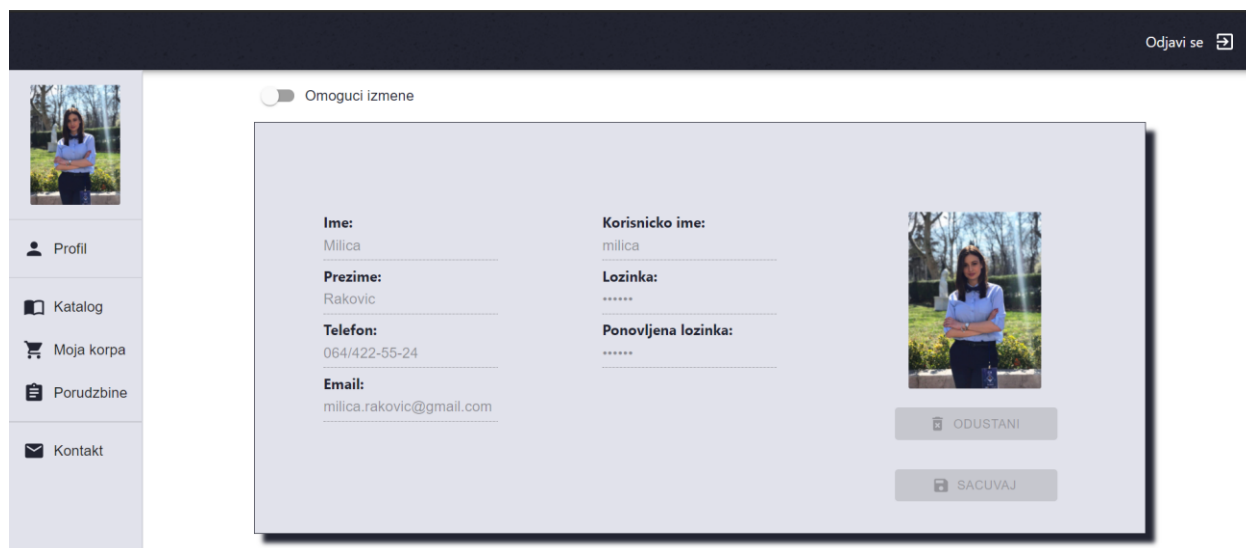 Odjavi se
Omoguci izmene
Profil
Katalog
Moja korpa
Porudzbine
Kontakt
Ime:
Milica
Prezime:
Rakovic
Telefon:
064/422-55-24
Email:
milica.rakovic@gmail.com
Korisnicko ime:
milica
Lozinka:
••••••
Ponovljena lozinka:
••••••
ODUSTANI
SACUVAJ